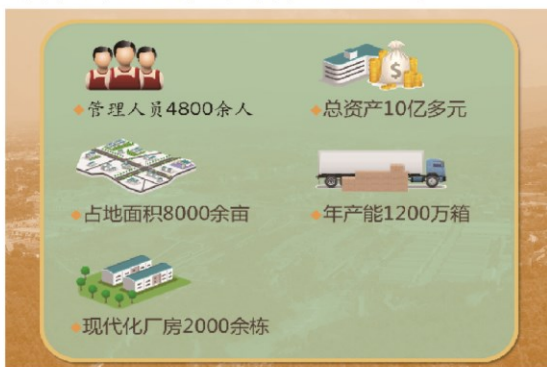 管理人员4800余人
总资产10亿多元
占地面积8000余亩
年产能1200万箱
现代化厂房2000余栋